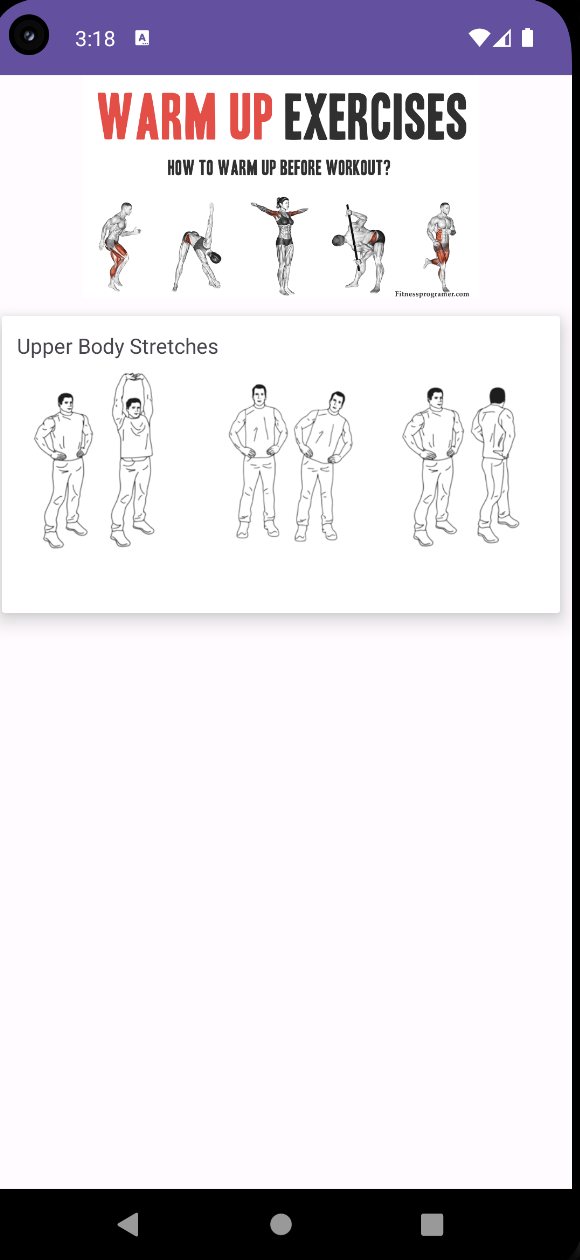 3:18
A
WARM UP EXERCISES
HOW TO WARM UP BEFORE WORKOUT?
Fitnessprogramer.com
Upper Body Stretches